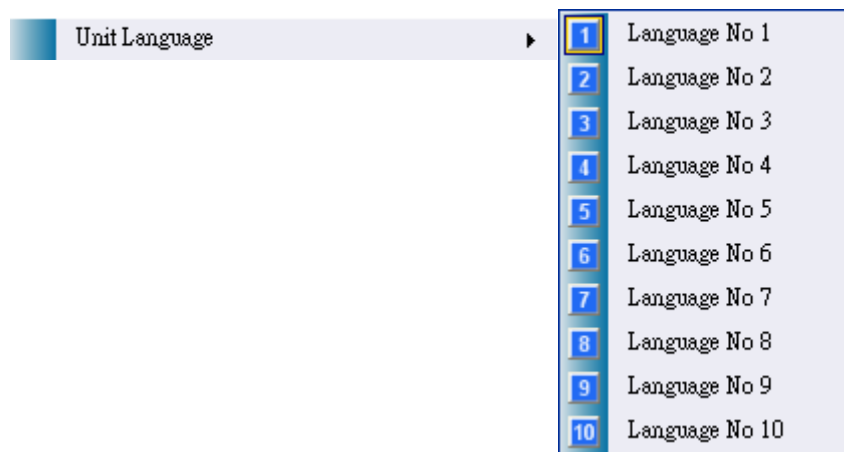 Unit Language
1 Language No 1
2 Language No 2
3 Language No 3
4 Language No 4
5 Language No 5
6 Language No 6
7 Language No 7
8 Language No 8
9 Language No 9
10 Language No 10